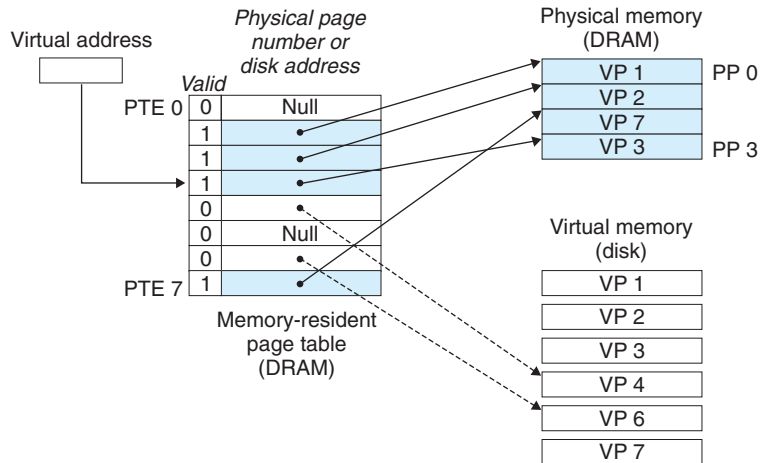 Virtual address
Physical page
number or
disk address
Valid
PTE 0
0
Null
1
1
1
0
0
Null
0
PTE 7
1
Memory-resident
page table
(DRAM)
Physical memory
(DRAM)
VP 1
PP 0
VP 2
VP 7
VP 3
PP 3
Virtual memory
(disk)
VP 1
VP 2
VP 3
VP 4
VP 6
VP 7